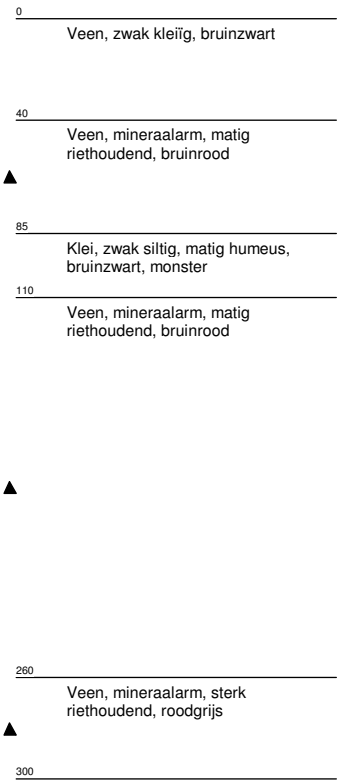 0
Veen, zwak kleiïg, bruinzwart
40
Veen, mineraalarm, matig
riethoudend, bruinrood
85
Klei, zwak siltig, matig humeus,
bruinzwart, monster
110
Veen, mineraalarm, matig
riethoudend, bruinrood
260
Veen, mineraalarm, sterk
riethoudend, roodgrijs
300